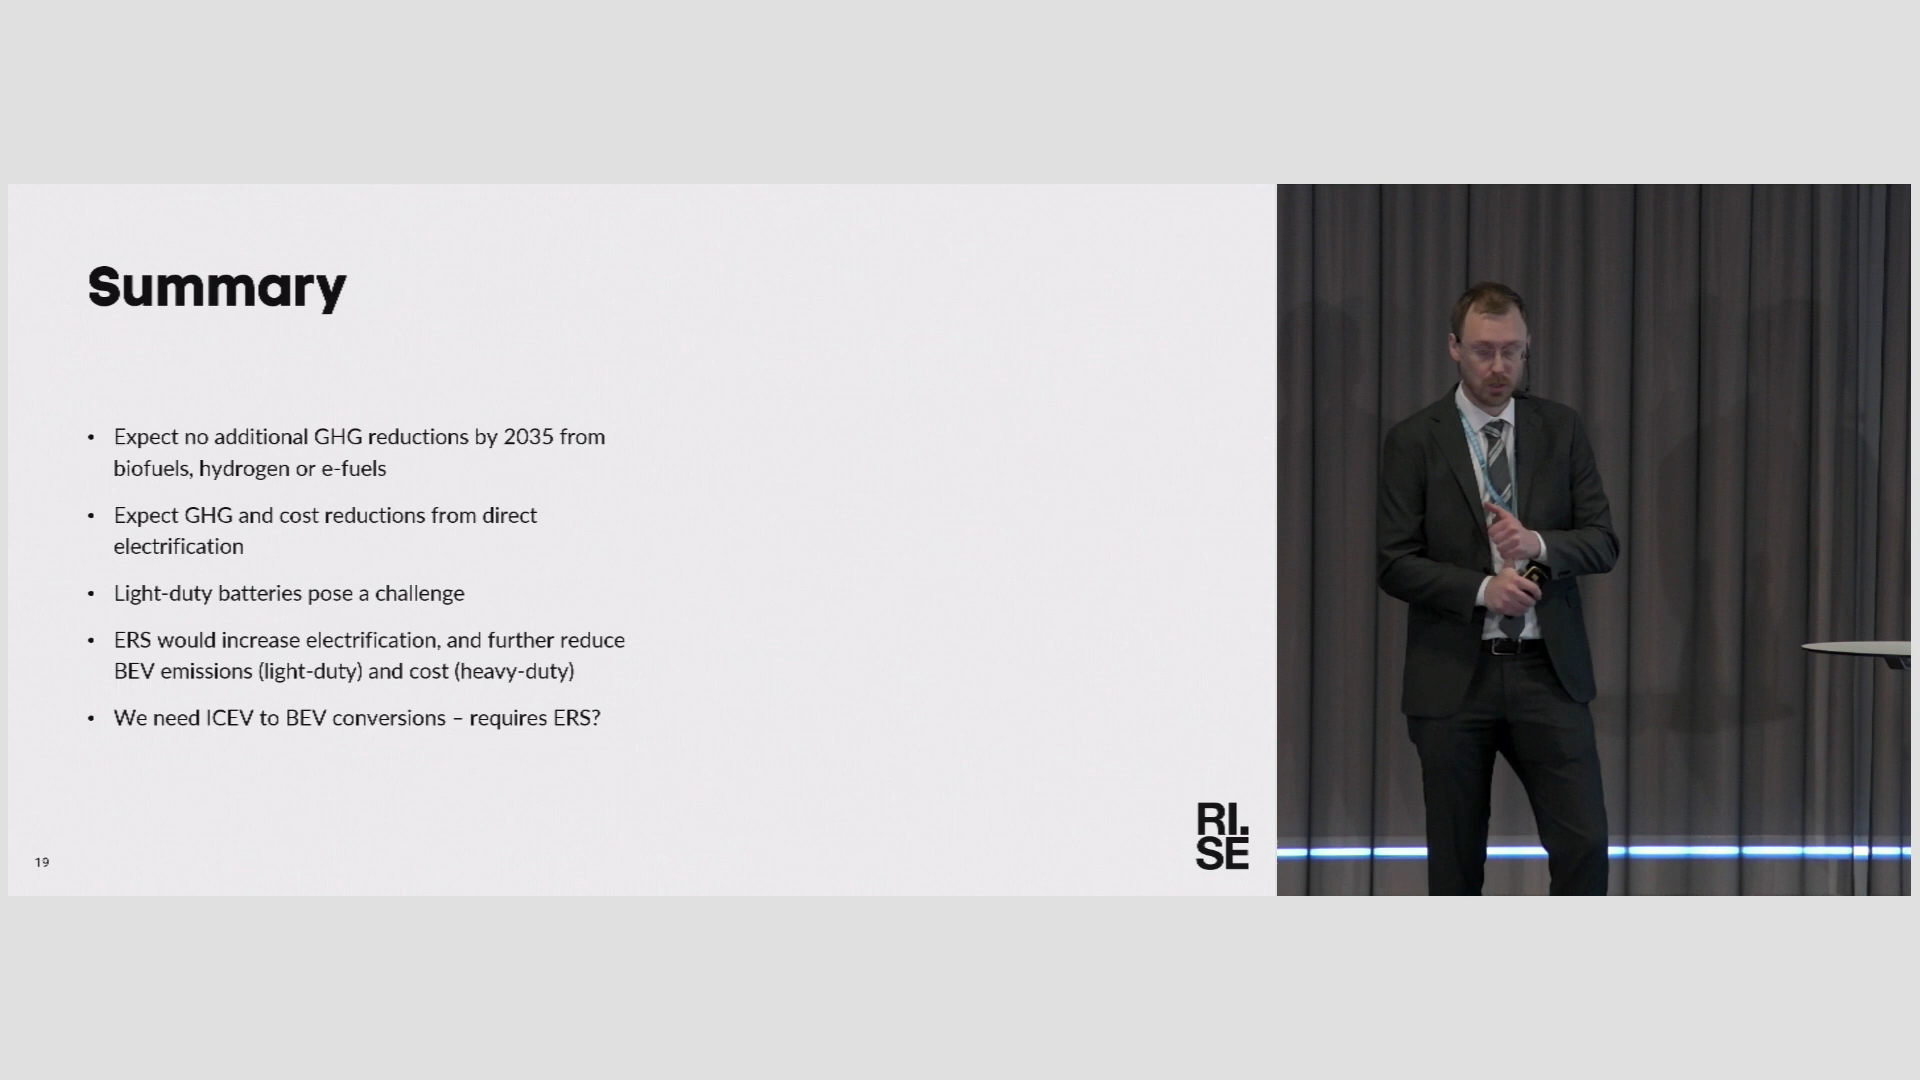 Summary
• Expect no additional GHG reductions by 2035 from
biofuels, hydrogen or e-fuels
• Expect GHG and cost reductions from direct
electrification
• Light-duty batteries pose a challenge
• ERS would increase electrification, and further reduce
BEV emissions (light-duty) and cost (heavy-duty)
• We need ICEV to BEV conversions – requires ERS?
19
RI.
SE